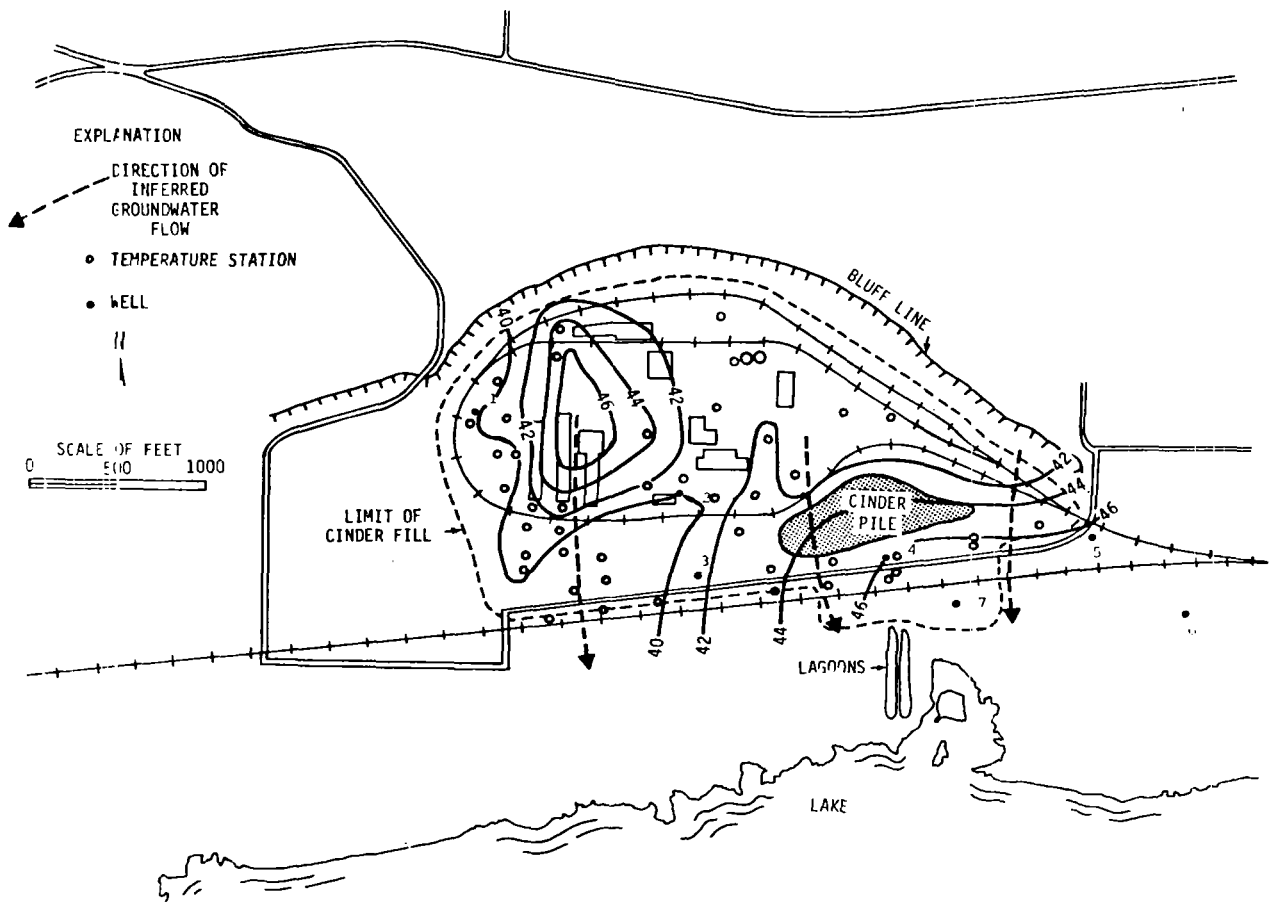 EXPLANATION
DIRECTION OF
INFERRED
GROUNDWATER
FLOW
TEMPERATURE STATION
WELL
SCALE OF FEET
0 500 1000
BLUFF LINE
40
46
44
42
42
1
LIMIT OF
CINDER FILL
2
3
CINDER
PILE
42
44
46
4
5
7
40
42
44
46
LAGOONS
LAKE